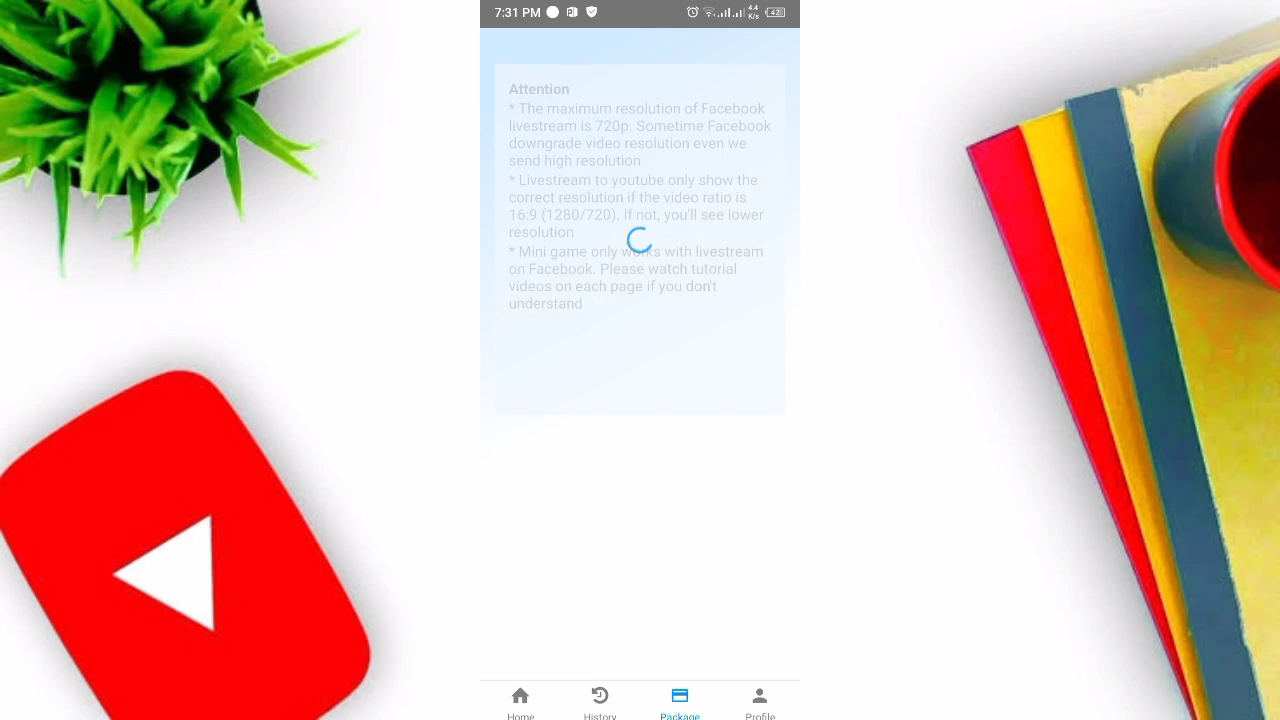 7:31 PM 4.4 K/s 42
Attention
* The maximum resolution of Facebook
livestream is 720p. Sometime Facebook
downgrade video resolution even we
send high resolution
* Livestream to youtube only show the
correct resolution if the video ratio is
16:9 (1280/720). If not, you'll see lower
resolution
* Mini game only works with livestream
on Facebook. Please watch tutorial
videos on each page if you don't
understand
Home History Package Profile